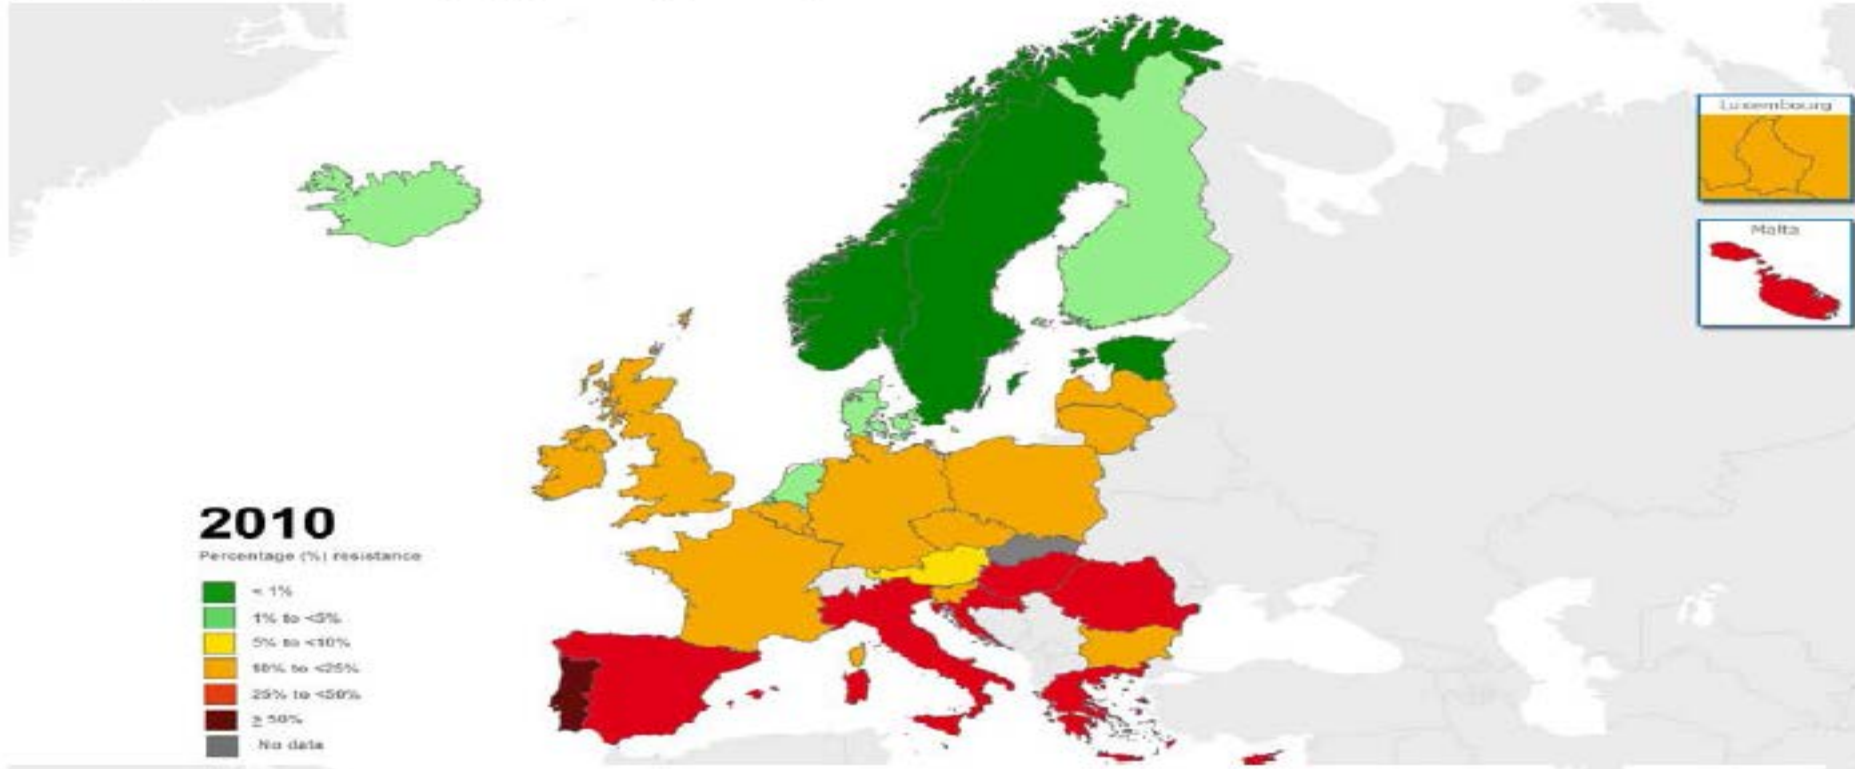 Luxembourg
Malta
2010
Percentage (%) resistance
< 1%
1% to <5%
5% to <10%
10% to <25%
25% to <50%
≥ 50%
No data